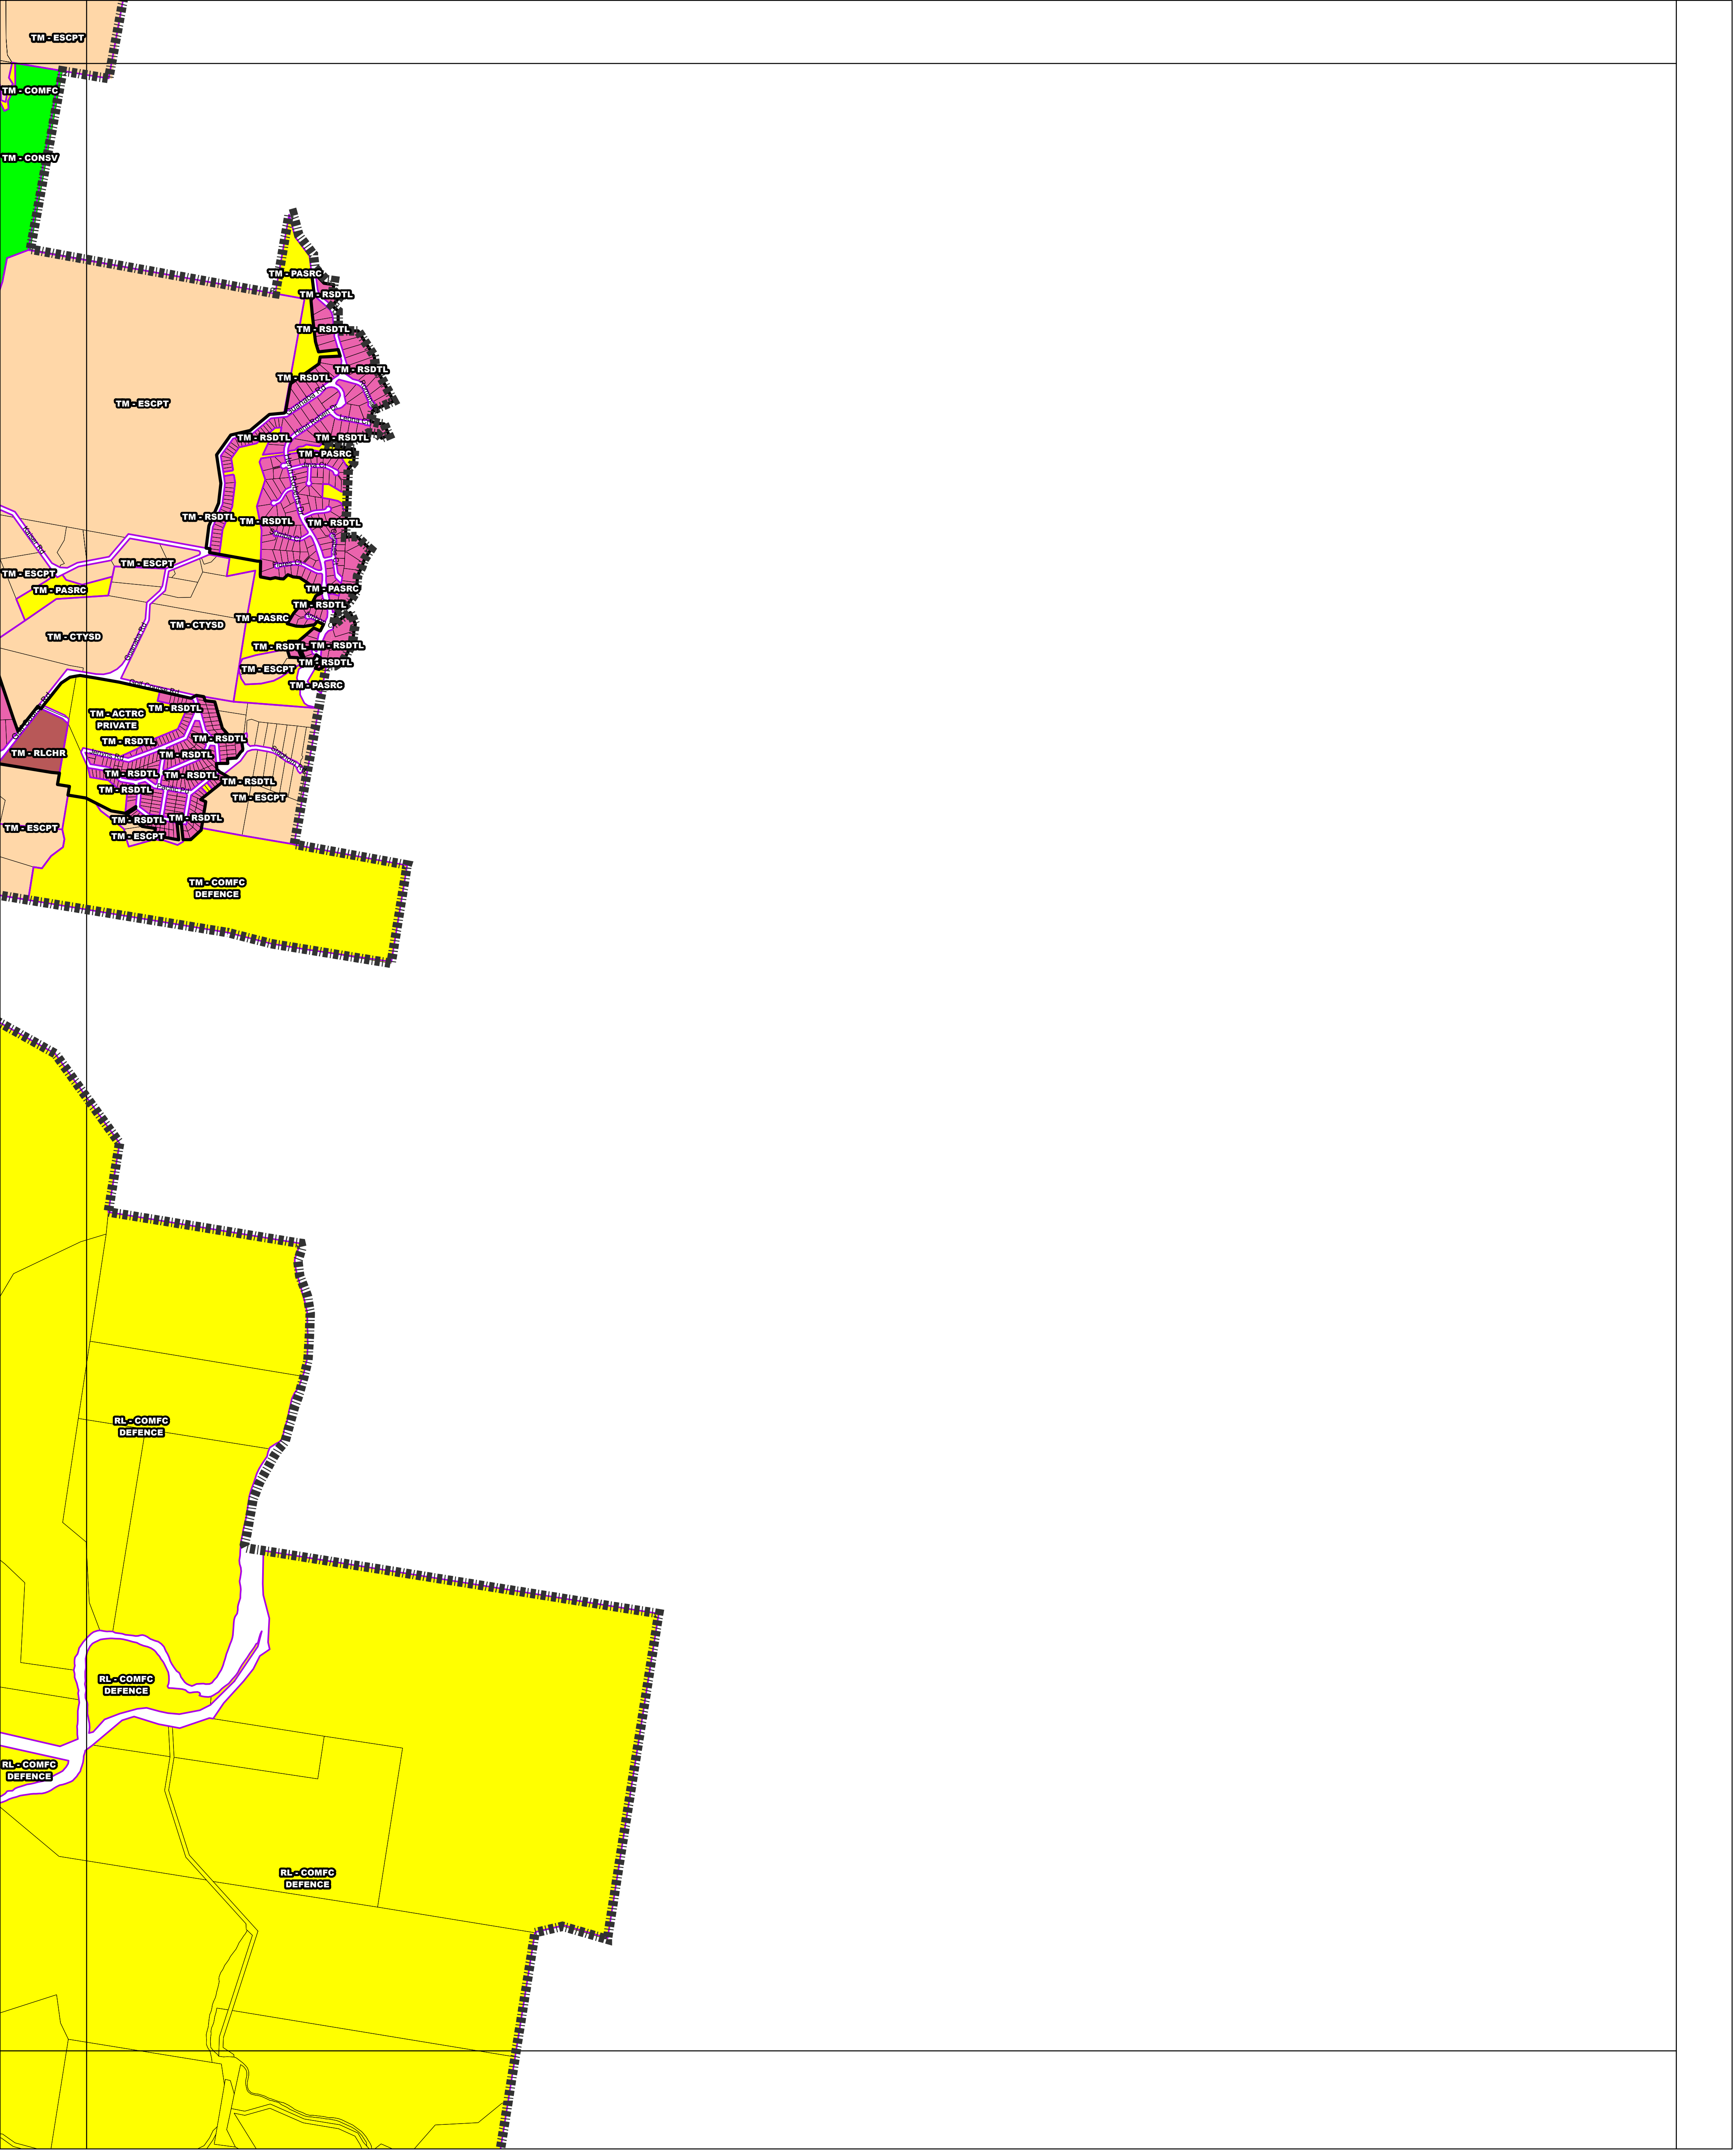 TM - ESCPT
TM - COMFC
TM - CONSV
TM - PASRC
TM - RSDTL
TM - RSDTL
TM - RSDTL
TM - RSDTL
TM - ESCPT
TM - RSDTL
TM - RSDTL
TM - PASRC
TM - RSDTL
TM - RSDTL
TM - RSDTL
TM - ESCPT
TM - ESCPT
TM - PASRC
TM - PASRC
TM - RSDTL
TM - PASRC
TM - CTYSD
TM - CTYSD
TM - RSDTL
TM - RSDTL
TM - RSDTL
TM - ESCPT
TM - PASRC
TM - RSDTL
TM - ACTRC
PRIVATE
TM - RSDTL
TM - RSDTL
TM - RLCHR
TM - RSDTL
TM - RSDTL
TM - RSDTL
TM - RSDTL
TM - RSDTL
TM - ESCPT
TM - RSDTL
TM - RSDTL
TM - ESCPT
TM - ESCPT
TM - COMFC
DEFENCE
RL - COMFC
DEFENCE
RL - COMFC
DEFENCE
RL - COMFC
DEFENCE
RL - COMFC
DEFENCE